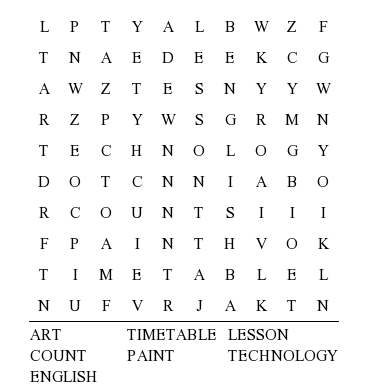 L P T Y A L B W Z F
T N A E D E E K C G
A W Z T E S N Y Y W
R Z P Y W S G R M N
T E C H N O L O G Y
D O T C N N I A B O
R C O U N T S I I I
F P A I N T H V O K
T I M E T A B L E L
N U F V R J A K T N
ART TIMETABLE LESSON
COUNT PAINT TECHNOLOGY
ENGLISH